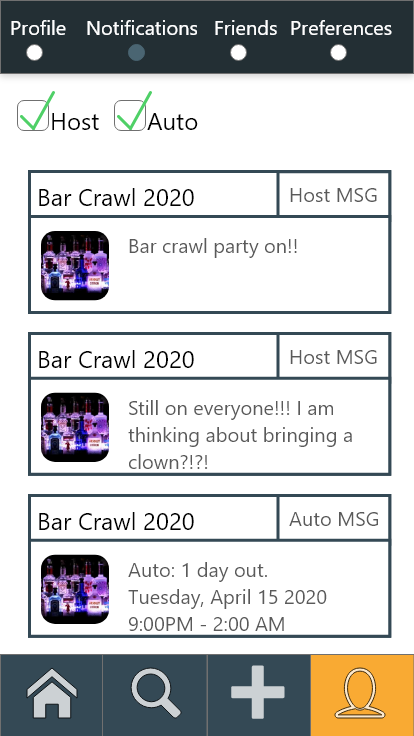 Profile Notifications Friends Preferences
Host Auto
Bar Crawl 2020 Host MSG
Bar crawl party on!!
Bar Crawl 2020 Host MSG
Still on everyone!!! I am
thinking about bringing a
clown?!?!
Bar Crawl 2020 Auto MSG
Auto: 1 day out.
Tuesday, April 15 2020
9:00PM - 2:00 AM